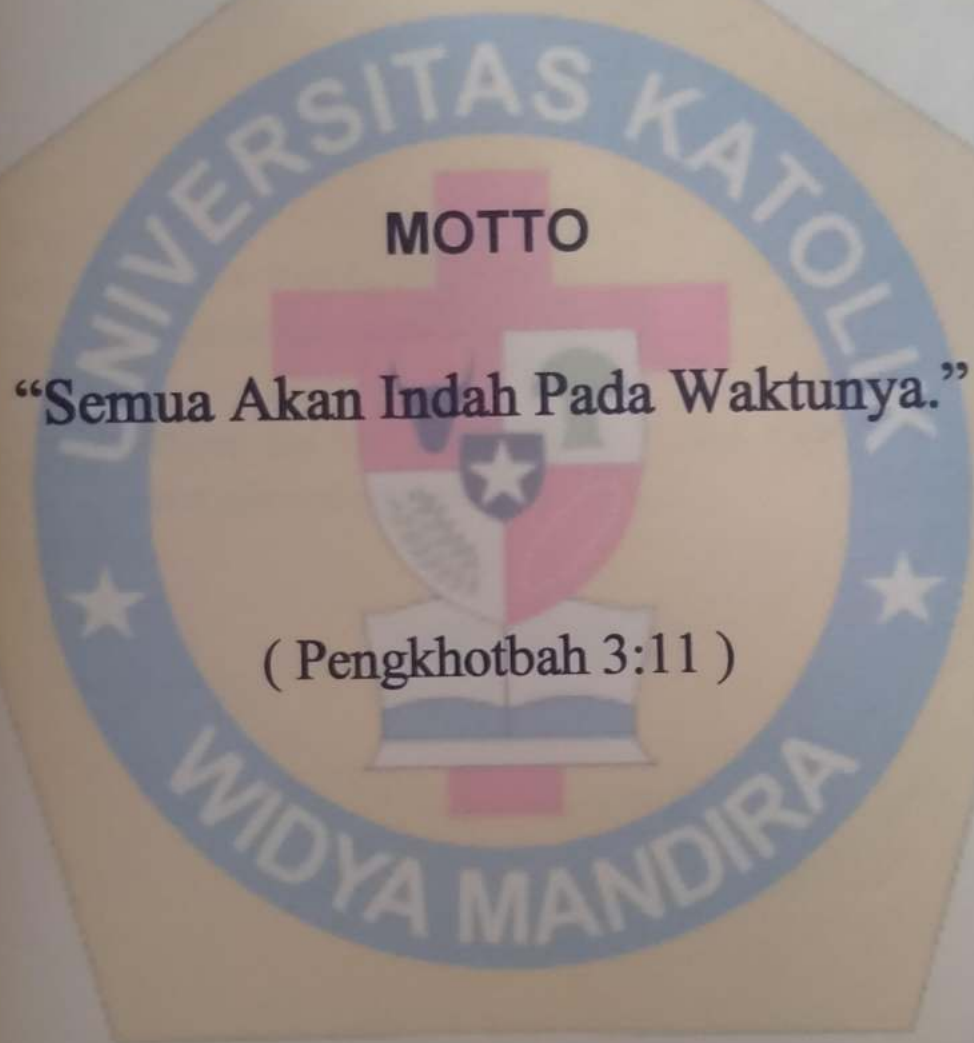 UNIVERSITAS KATOLIK
MOTTO
“Semua Akan Indah Pada Waktunya.”
( Pengkhotbah 3:11 )
WIDYA MANDIRA